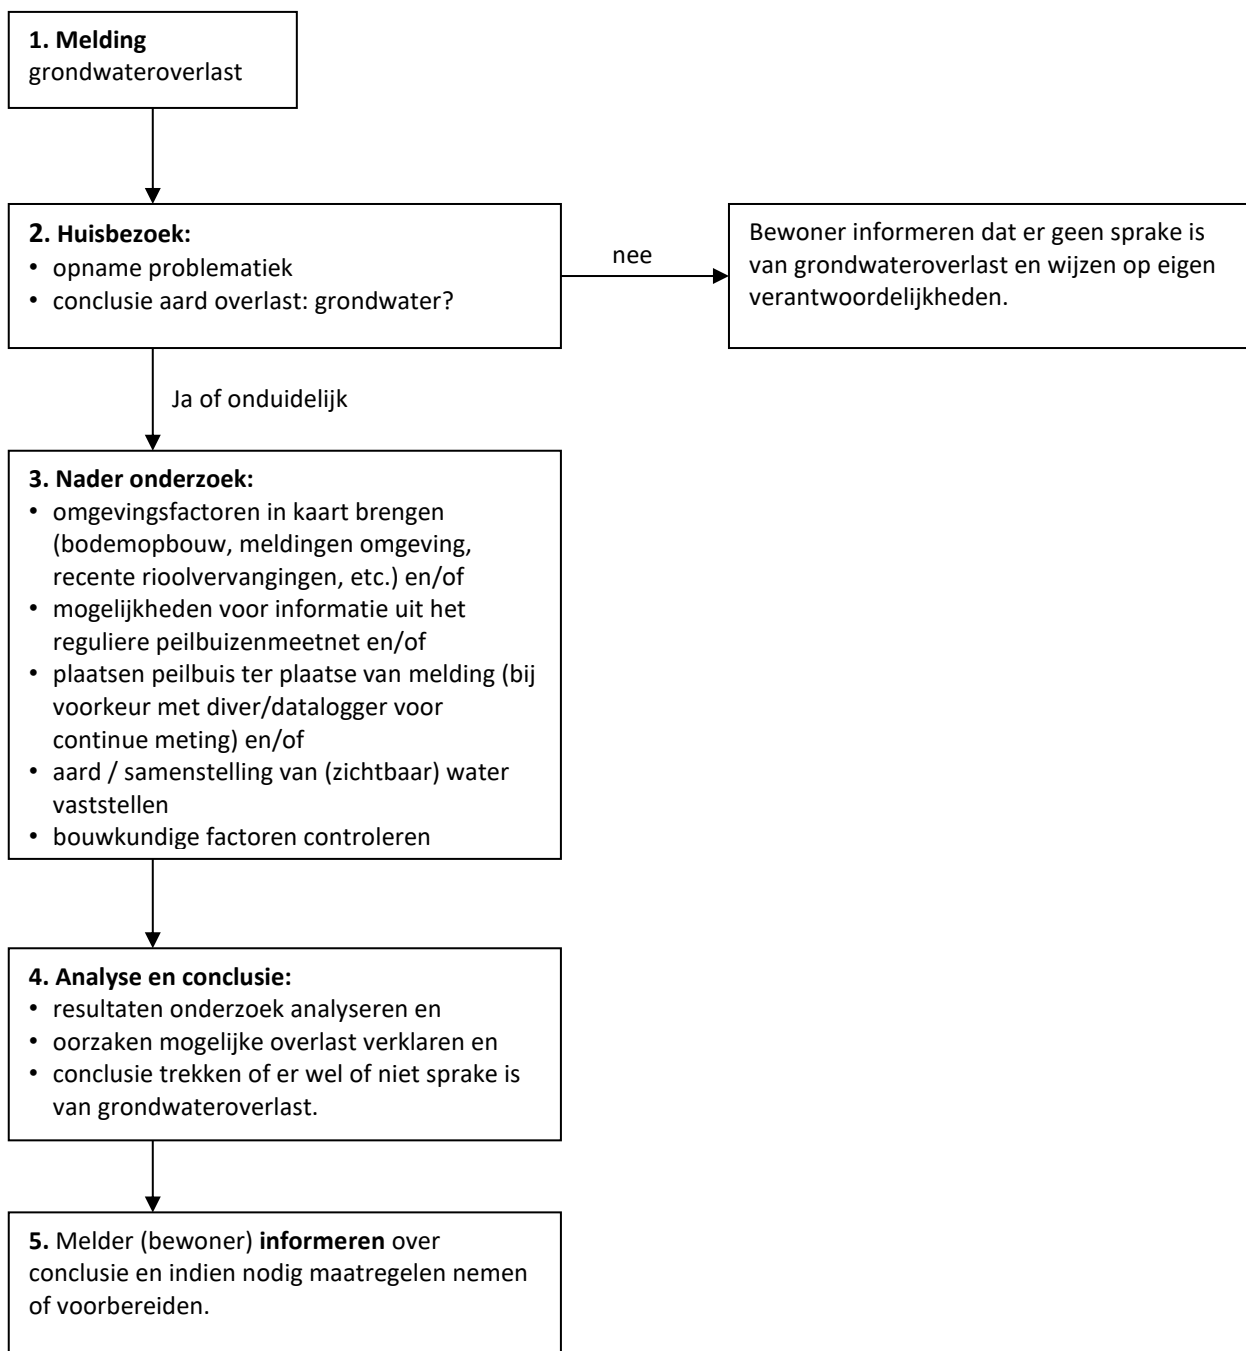 1. Melding
grondwateroverlast
2. Huisbezoek:
• opname problematiek
• conclusie aard overlast: grondwater?
nee
Bewoner informeren dat er geen sprake is
van grondwateroverlast en wijzen op eigen
verantwoordelijkheden.
Ja of onduidelijk
3. Nader onderzoek:
• omgevingsfactoren in kaart brengen
(bodemopbouw, meldingen omgeving,
recente rioolvervangingen, etc.) en/of
• mogelijkheden voor informatie uit het
reguliere peilbuizenmeetnet en/of
• plaatsen peilbuis ter plaatse van melding (bij
voorkeur met diver/datalogger voor
continue meting) en/of
• aard / samenstelling van (zichtbaar) water
vaststellen
• bouwkundige factoren controleren
4. Analyse en conclusie:
• resultaten onderzoek analyseren en
• oorzaken mogelijke overlast verklaren en
• conclusie trekken of er wel of niet sprake is
van grondwateroverlast.
5. Melder (bewoner) informeren over
conclusie en indien nodig maatregelen nemen
of voorbereiden.